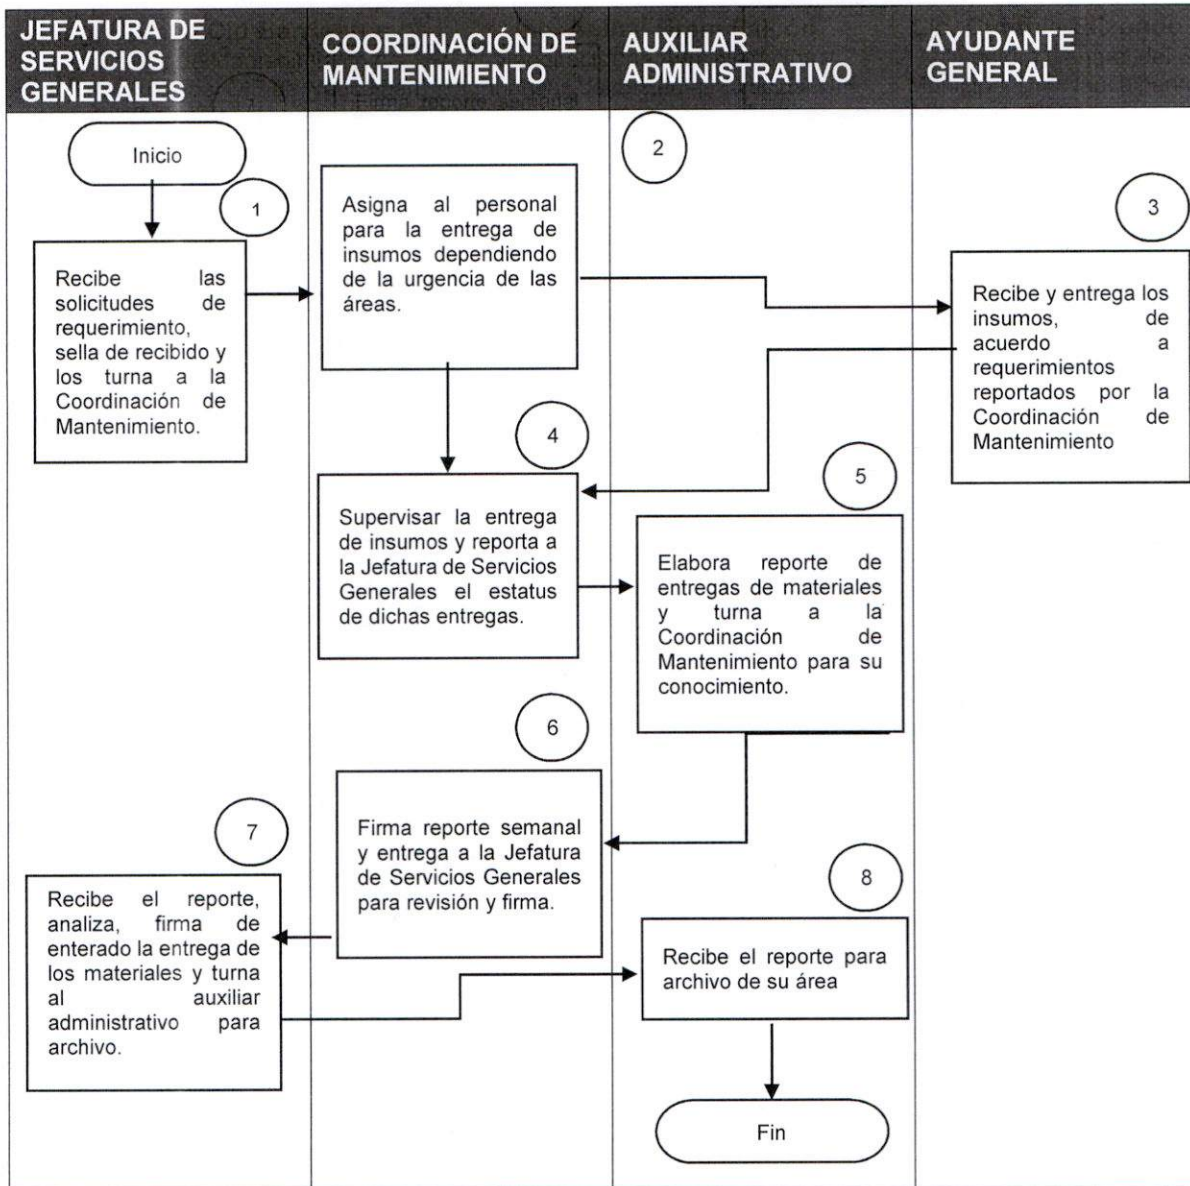 JEFATURA DE
SERVICIOS
GENERALES
COORDINACIÓN DE
MANTENIMIENTO
AUXILIAR
ADMINISTRATIVO
AYUDANTE
GENERAL
Inicio
1
Recibe las
solicitudes de
requerimiento,
sella de recibido y
los turna a la
Coordinación de
Mantenimiento.
2
Asigna al personal
para la entrega de
insumos dependiendo
de la urgencia de las
áreas.
3
Recibe y entrega los
insumos, de
acuerdo a
requerimientos
reportados por la
Coordinación de
Mantenimiento
4
Supervisar la entrega
de insumos y reporta a
la Jefatura de Servicios
Generales el estatus
de dichas entregas.
5
Elabora reporte de
entregas de materiales
y turna a la
Coordinación de
Mantenimiento para su
conocimiento.
6
Firma reporte semanal
y entrega a la Jefatura
de Servicios Generales
para revisión y firma.
7
Recibe el reporte,
analiza, firma de
enterado la entrega de
los materiales y turna
al auxiliar
administrativo para
archivo.
8
Recibe el reporte para
archivo de su área
Fin